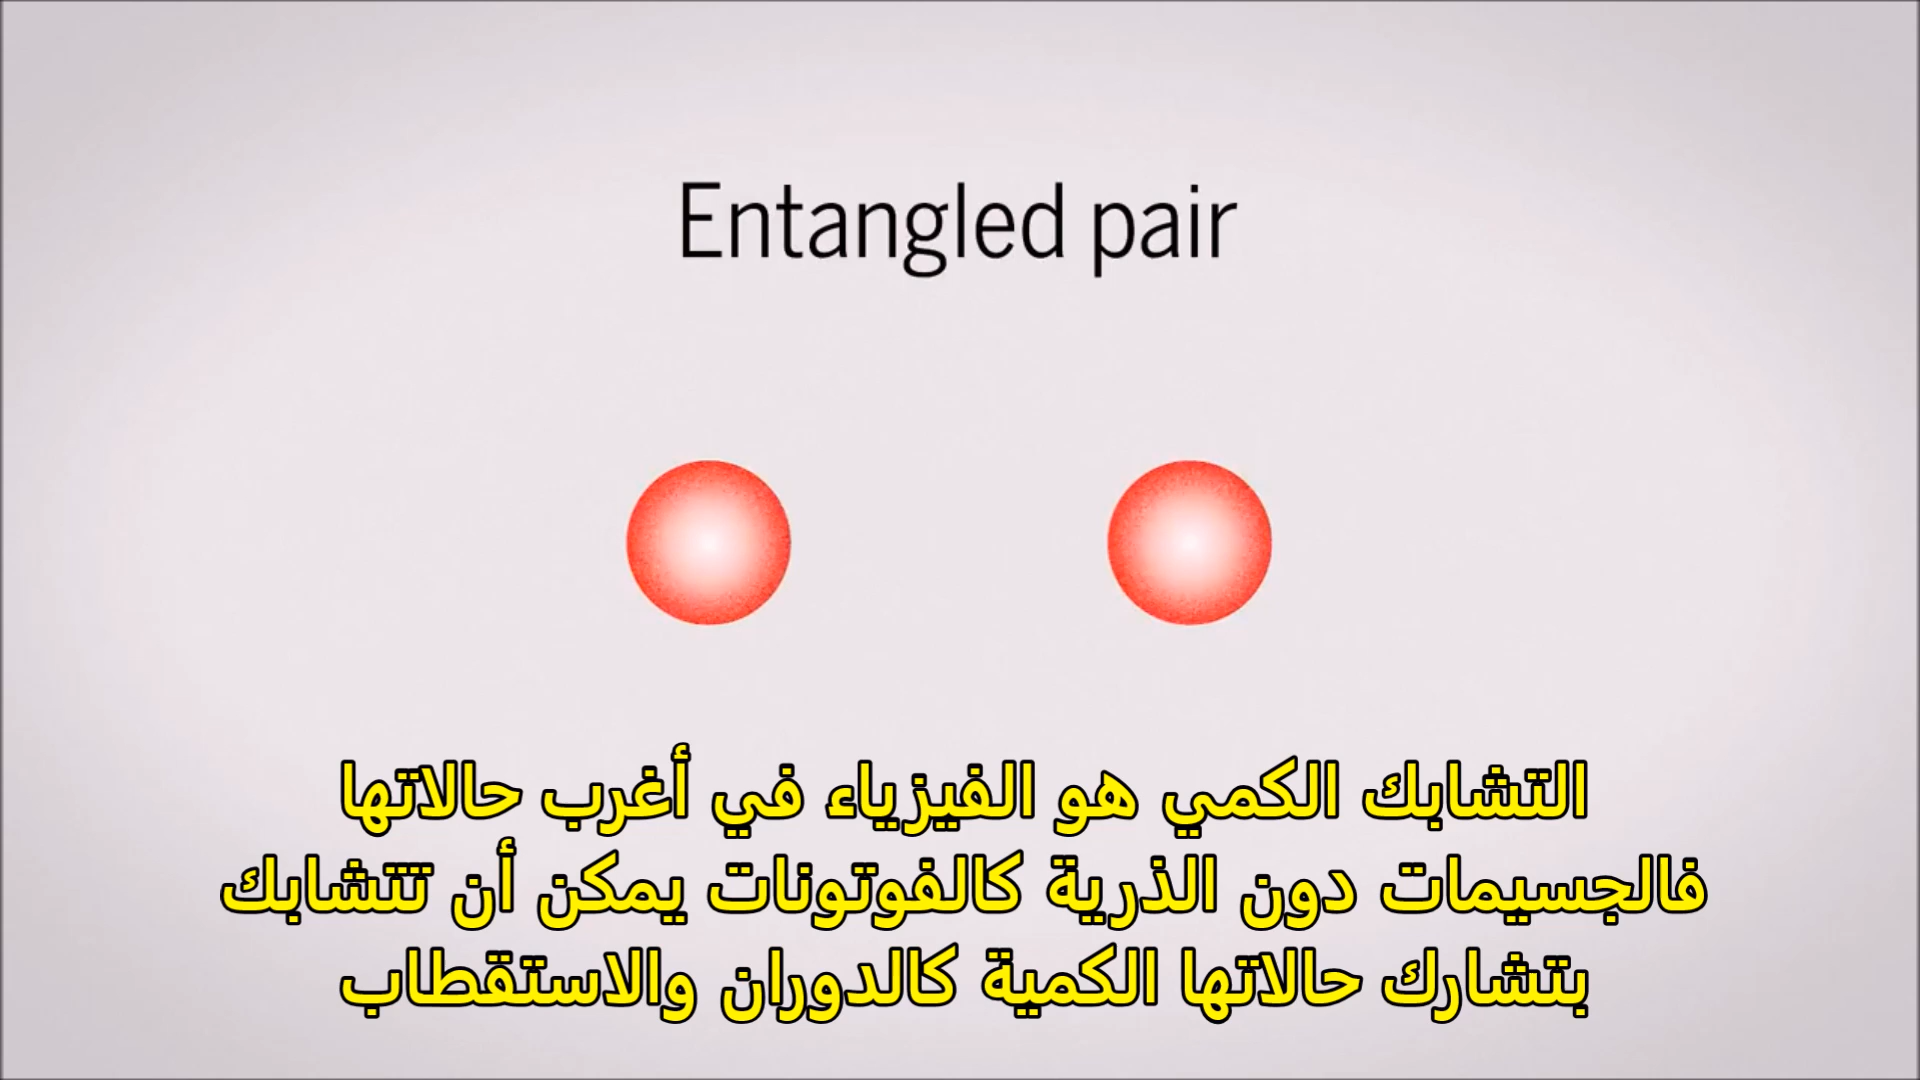 Entangled pair
التشابك الكمي هو الفيزياء في أغرب حالاتها
فالجسيمات دون الذرية كالفوتونات يمكن أن تتشابك
بتشارك حالاتها الكمية كالدوران والاستقطاب